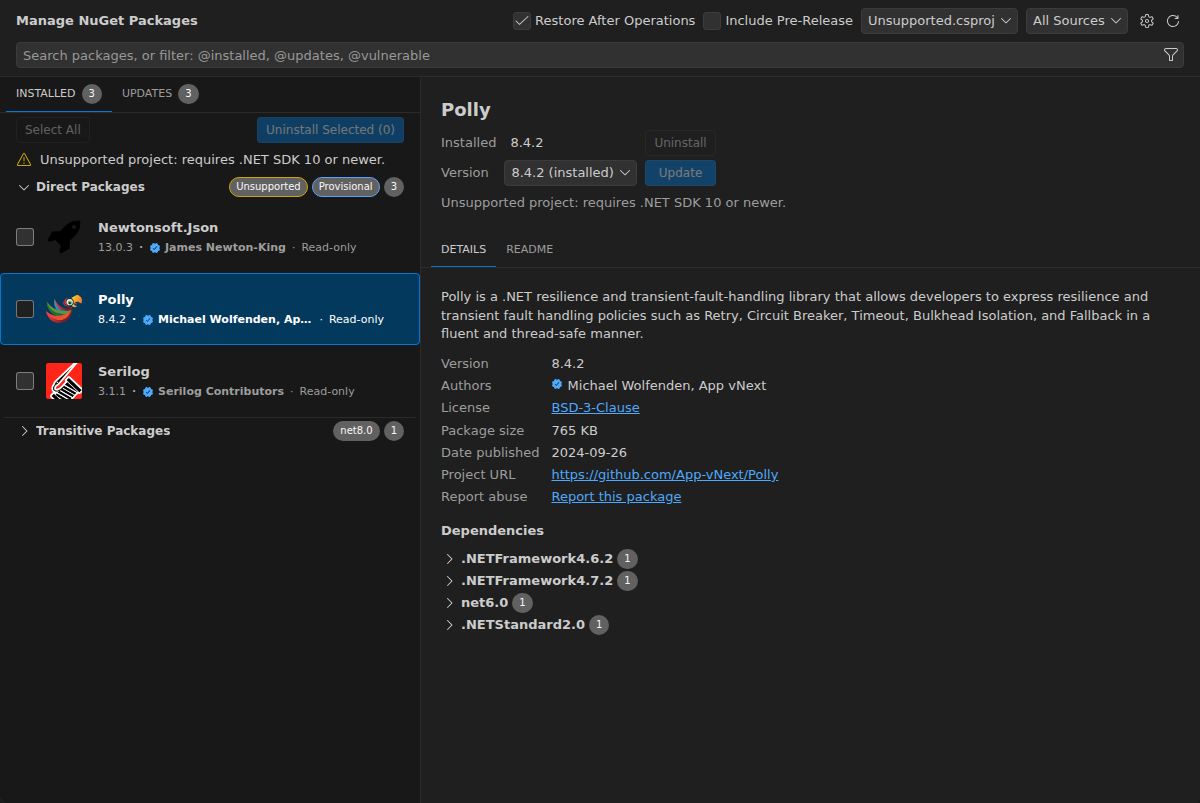 Manage NuGet Packages
Restore After Operations
Include Pre-Release
Unsupported.csproj
All Sources
Search packages, or filter: @installed, @updates, @vulnerable
INSTALLED 3
UPDATES 3
Select All
Uninstall Selected (0)
Unsupported project: requires .NET SDK 10 or newer.
Direct Packages
Unsupported
Provisional
3
Newtonsoft.Json
13.0.3 · James Newton-King · Read-only
Polly
8.4.2 · Michael Wolfenden, Ap... · Read-only
Serilog
3.1.1 · Serilog Contributors · Read-only
Transitive Packages
net8.0
1
Polly
Installed 8.4.2
Uninstall
Version 8.4.2 (installed)
Update
Unsupported project: requires .NET SDK 10 or newer.
DETAILS
README
Polly is a .NET resilience and transient-fault-handling library that allows developers to express resilience and
transient fault handling policies such as Retry, Circuit Breaker, Timeout, Bulkhead Isolation, and Fallback in a
fluent and thread-safe manner.
Version 8.4.2
Authors Michael Wolfenden, App vNext
License BSD-3-Clause
Package size 765 KB
Date published 2024-09-26
Project URL https://github.com/App-vNext/Polly
Report abuse Report this package
Dependencies
.NETFramework4.6.2 1
.NETFramework4.7.2 1
net6.0 1
.NETStandard2.0 1